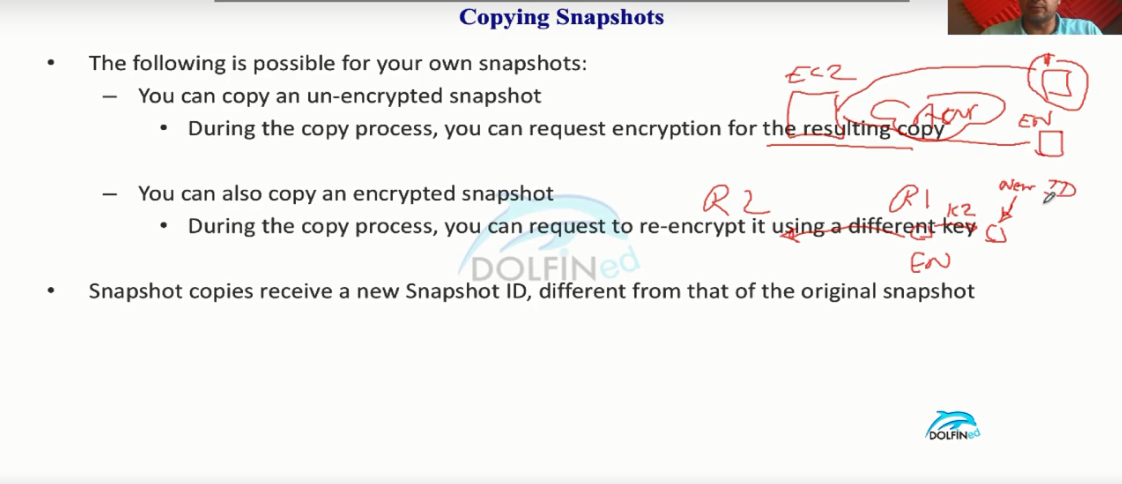 Copying Snapshots
• The following is possible for your own snapshots:
– You can copy an un-encrypted snapshot
EC2
• During the copy process, you can request encryption for the resulting copy
EN
– You can also copy an encrypted snapshot
R2 R1 K2 New ID
• During the copy process, you can request to re-encrypt it using a different key
EN
DOLFINed
• Snapshot copies receive a new Snapshot ID, different from that of the original snapshot
DOLFINed